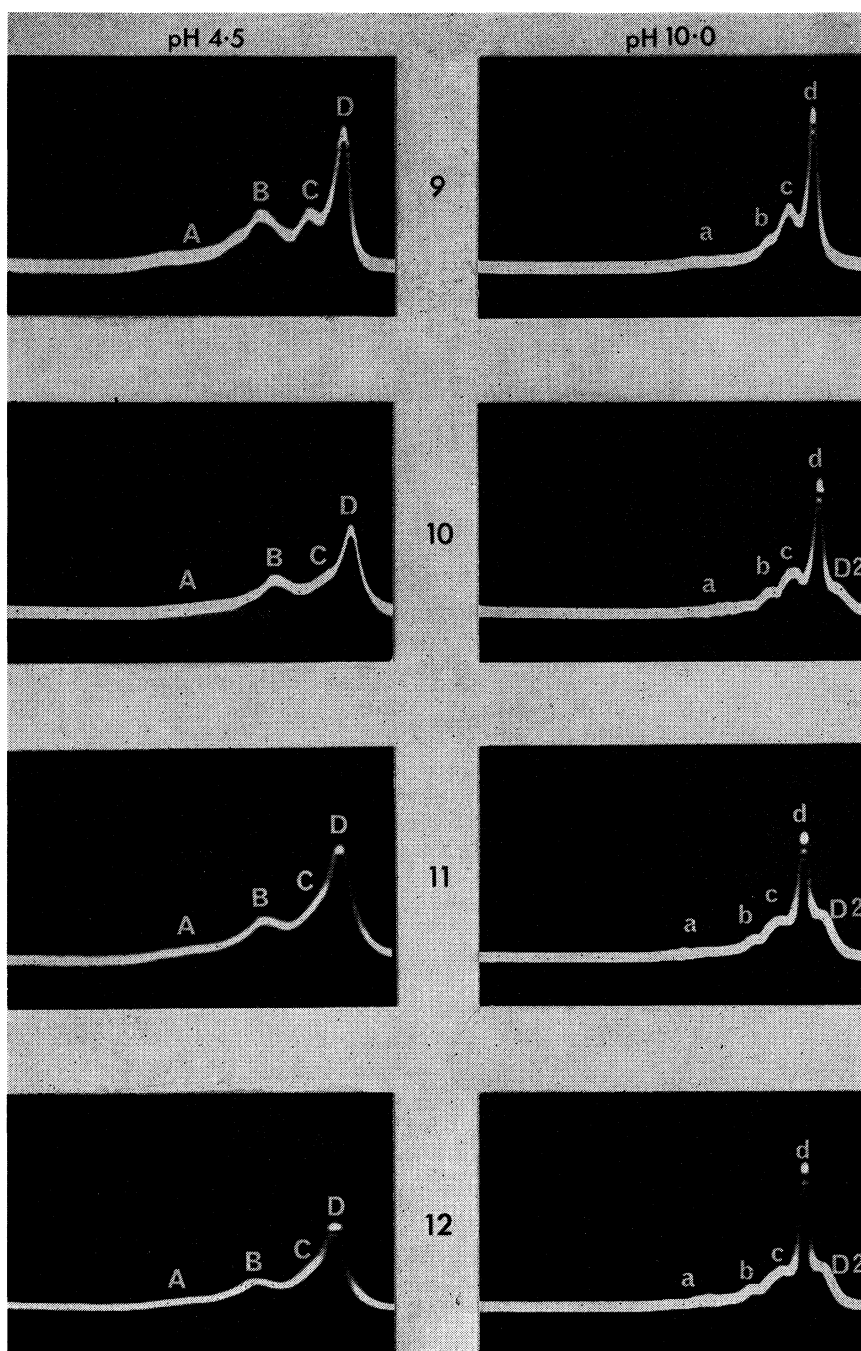 pH 4·5 pH 10·0
D d
B C c
A 9 a b
D d
B C 10 b c D2
A a
D d
B C 11 c D2
A a b
D d
B C 12 c D2
A a b